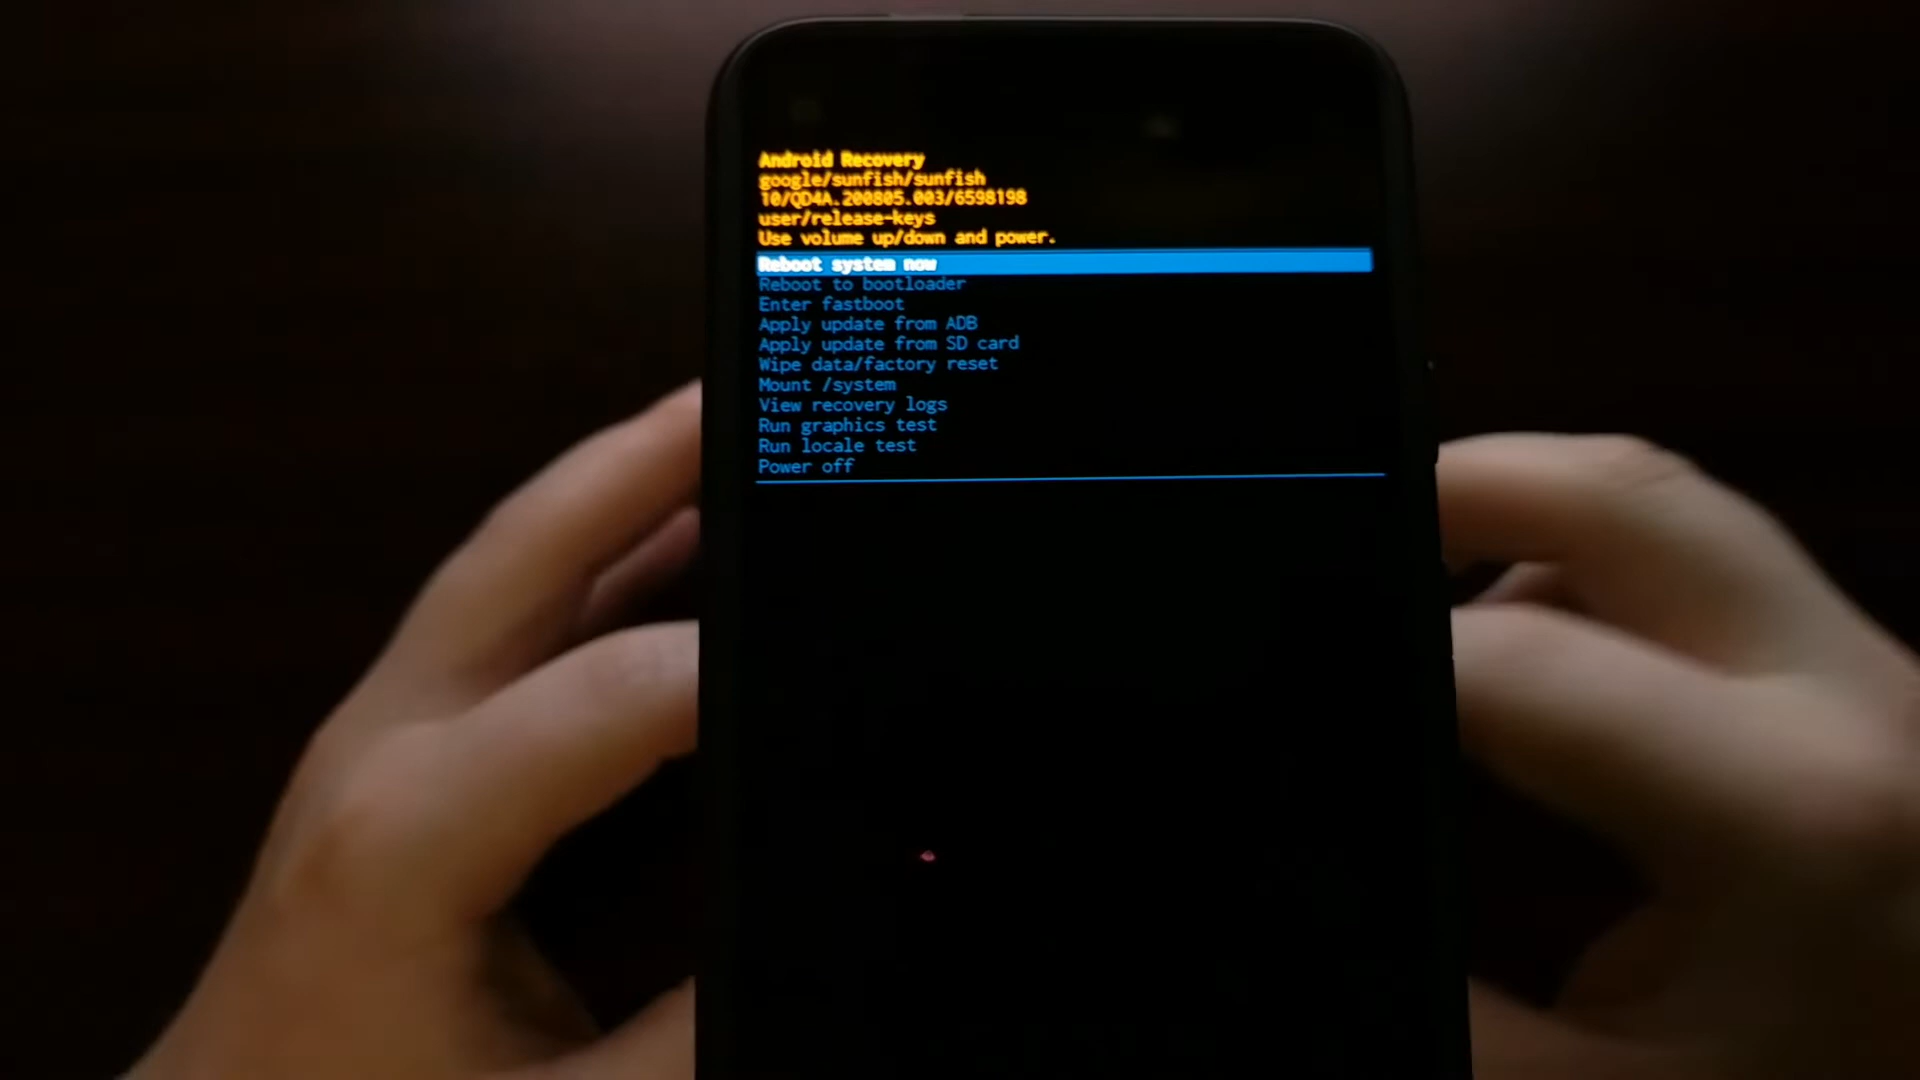 Android Recovery
google/sunfish/sunfish
10/QD4A.200805.003/6598198
user/release-keys
Use volume up/down and power.
Reboot system now
Reboot to bootloader
Enter fastboot
Apply update from ADB
Apply update from SD card
Wipe data/factory reset
Mount /system
View recovery logs
Run graphics test
Run locale test
Power off